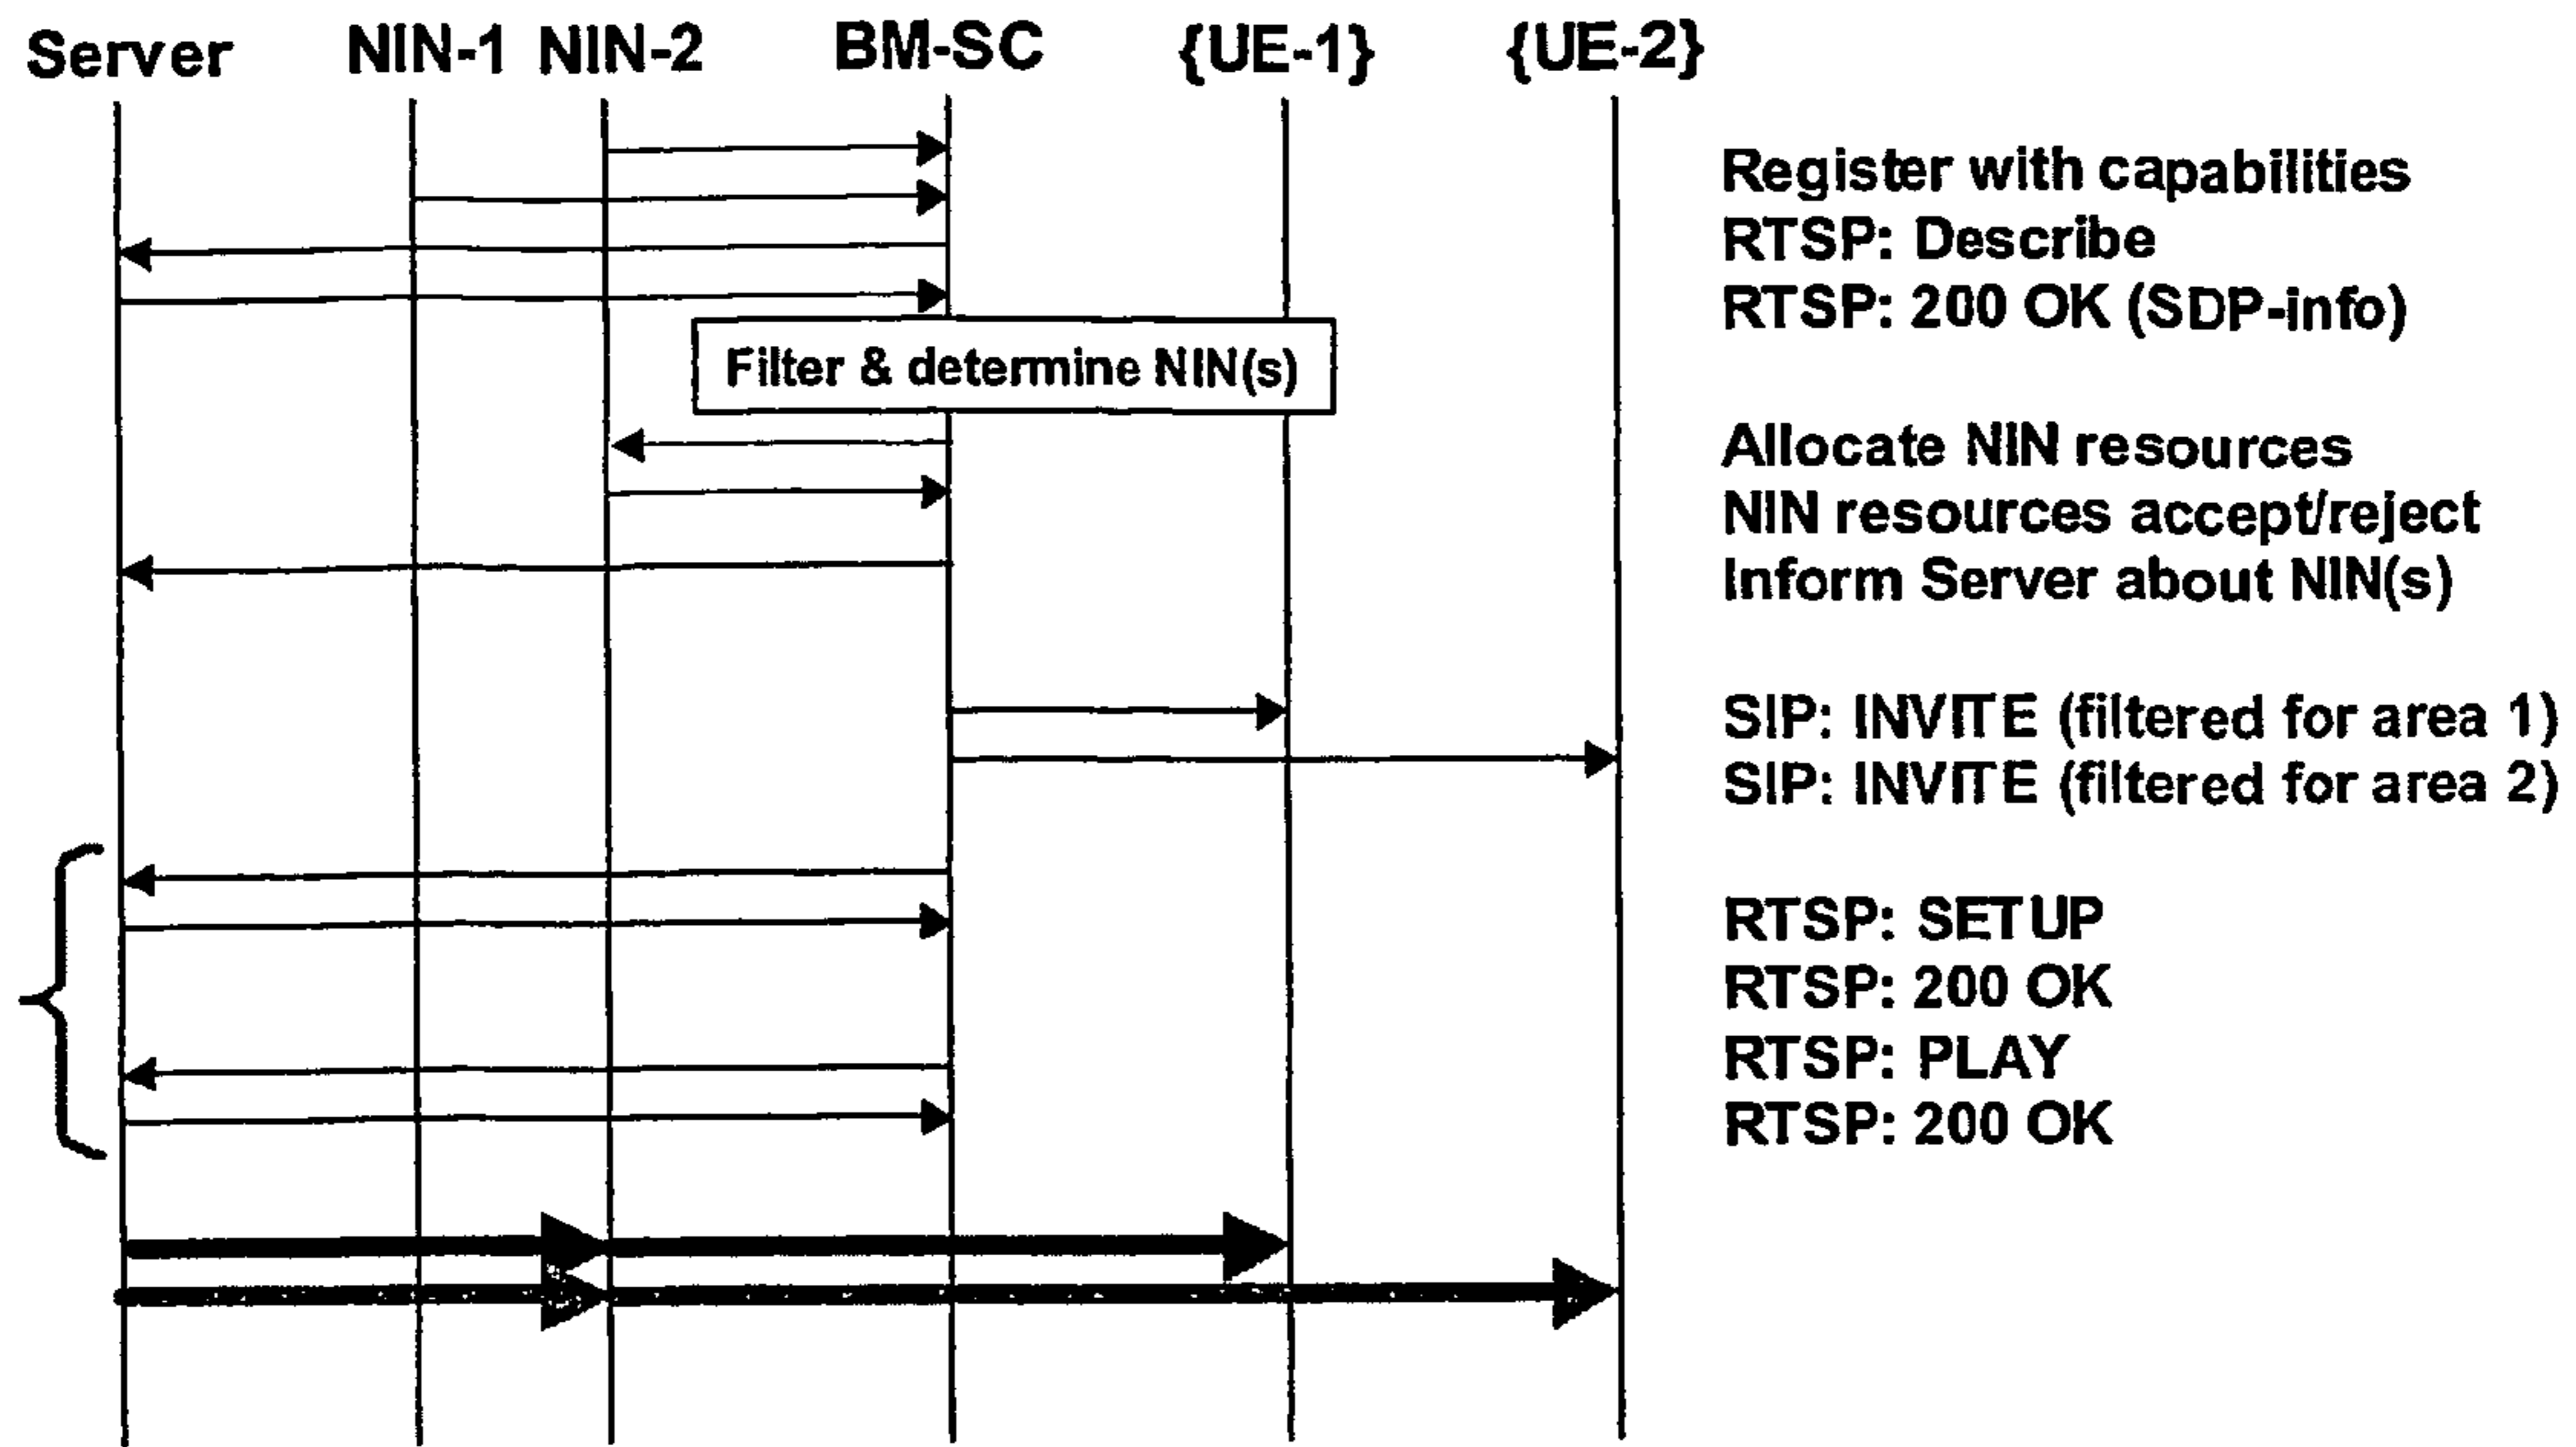 Server NIN-1 NIN-2 BM-SC {UE-1} {UE-2}
Register with capabilities
RTSP: Describe
RTSP: 200 OK (SDP-info)
Filter & determine NIN(s)
Allocate NIN resources
NIN resources accept/reject
Inform Server about NIN(s)
SIP: INVITE (filtered for area 1)
SIP: INVITE (filtered for area 2)
RTSP: SETUP
RTSP: 200 OK
RTSP: PLAY
RTSP: 200 OK